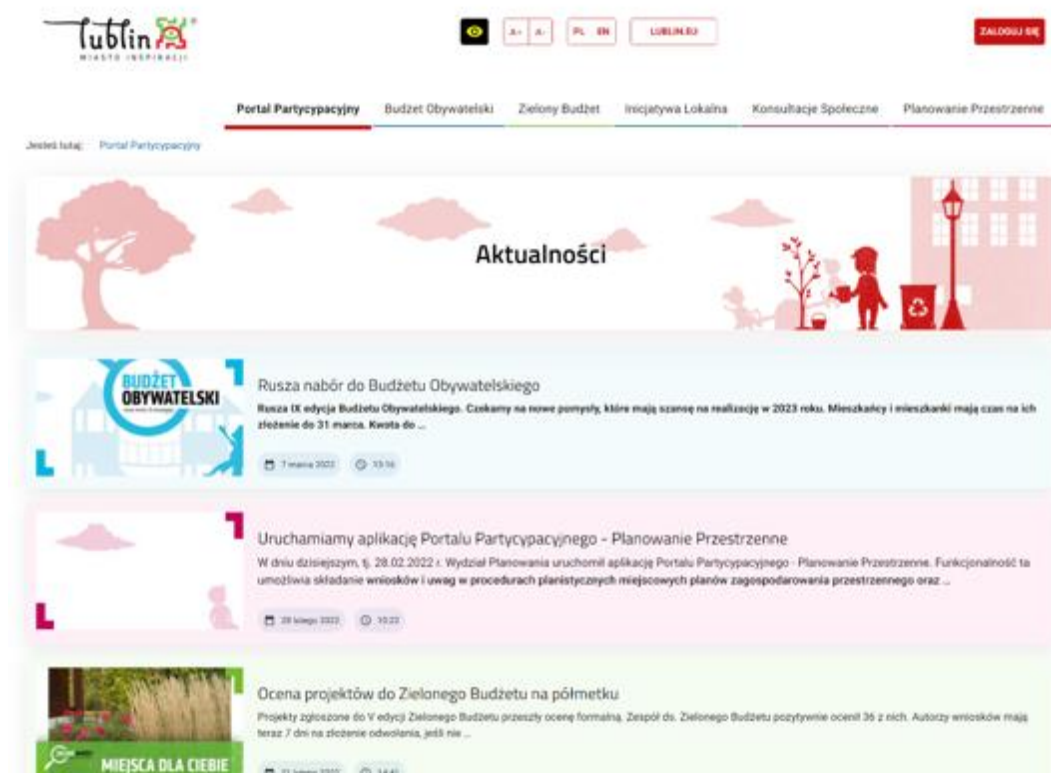 lublin
MIASTO INSPIRACJI
A+ A-
PL EN
LUBLIN.EU
ZALOGUJ SIĘ
Portal Partycypacyjny Budżet Obywatelski Zielony Budżet Inicjatywa Lokalna Konsultacje Społeczne Planowanie Przestrzenne
Jesteś tutaj: Portal Partycypacyjny
Aktualności
BUDŻET
OBYWATELSKI
Rusza nabór do Budżetu Obywatelskiego
Rusza IX edycja Budżetu Obywatelskiego. Czekamy na nowe pomysły, które mają szansę na realizację w 2023 roku. Mieszkańcy i mieszkanki mają czas na ich
złożenie do 31 marca. Kwota do ...
7 marca 2022 13:16
Uruchamiamy aplikację Portalu Partycypacyjnego - Planowanie Przestrzenne
W dniu dzisiejszym, tj. 28.02.2022 r. Wydział Planowania uruchomił aplikację Portalu Partycypacyjnego - Planowanie Przestrzenne. Funkcjonalność ta
umożliwia składanie wniosków i uwag w procedurach planistycznych miejscowych planów zagospodarowania przestrzennego oraz ...
28 lutego 2022 10:22
MIEJSCA DLA CIEBIE
Ocena projektów do Zielonego Budżetu na półmetku
Projekty zgłoszone do V edycji Zielonego Budżetu przeszły ocenę formalną. Zespół ds. Zielonego Budżetu pozytywnie ocenił 36 z nich. Autorzy wniosków mają
teraz 7 dni na złożenie odwołania, jeśli nie ...